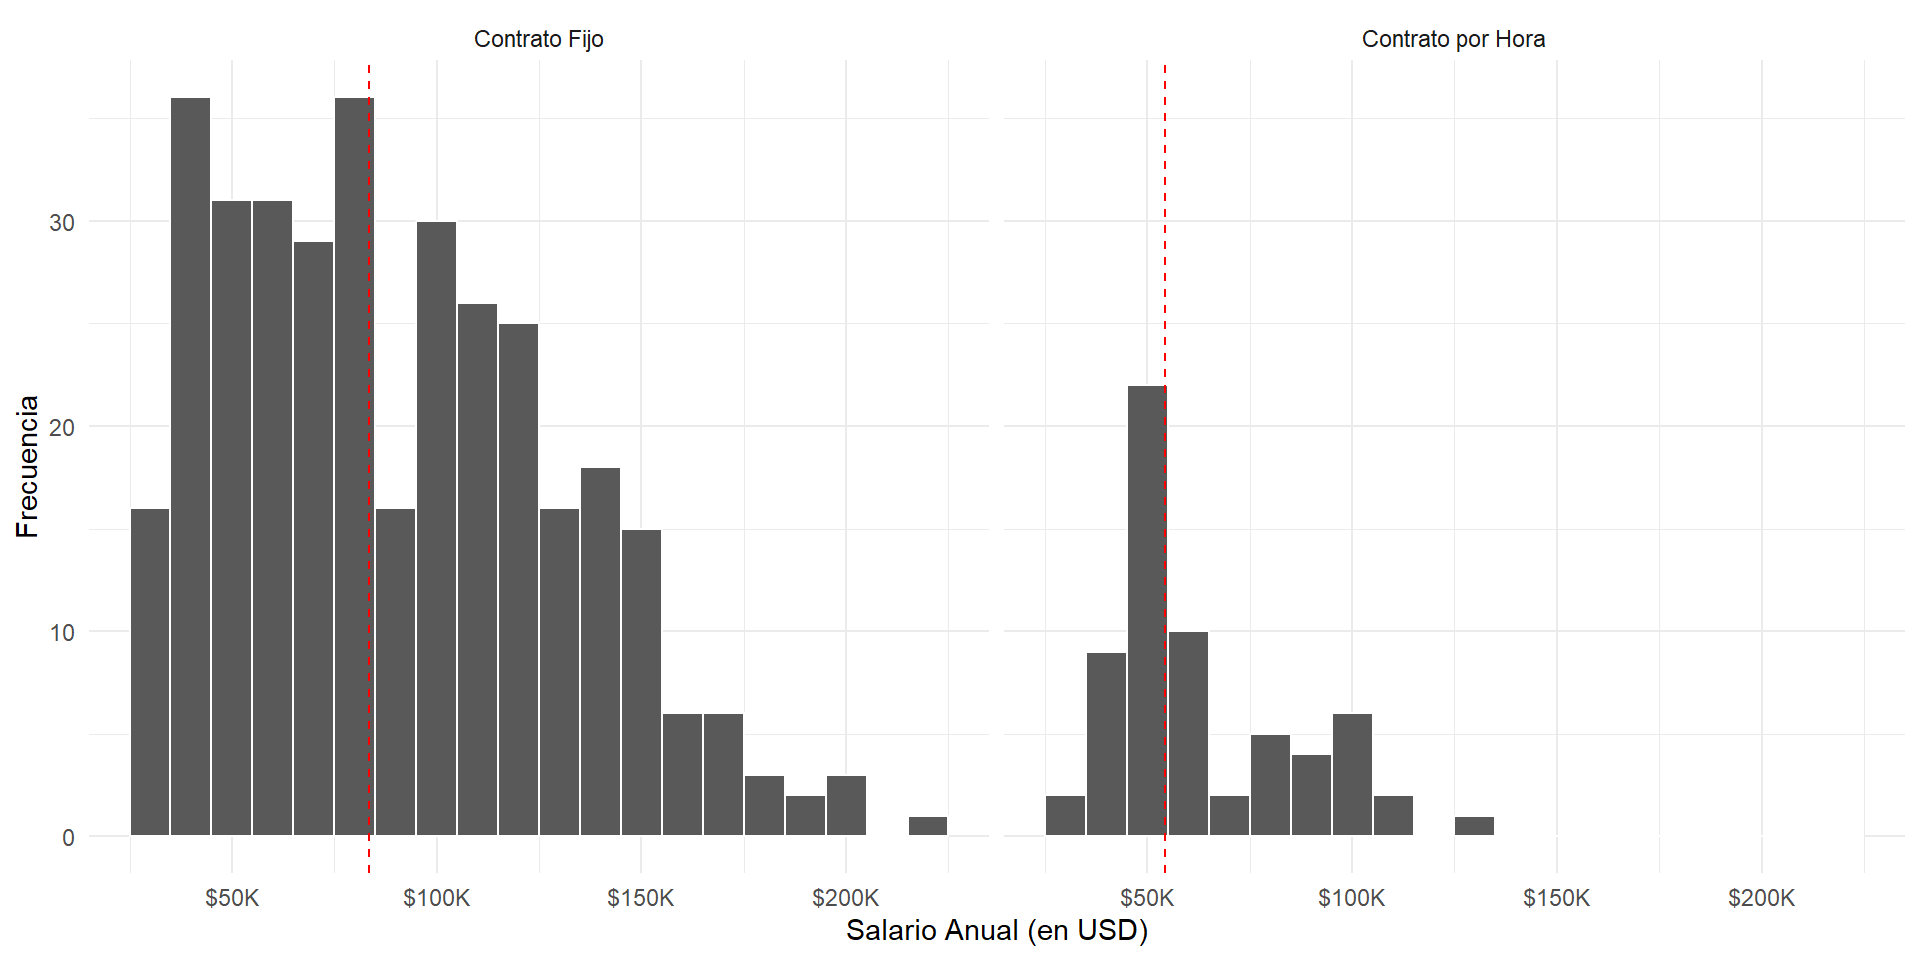 Contrato Fijo
Contrato por Hora
Frecuencia
30
20
10
0
$50K
$100K
$150K
$200K
$50K
$100K
$150K
$200K
Salario Anual (en USD)